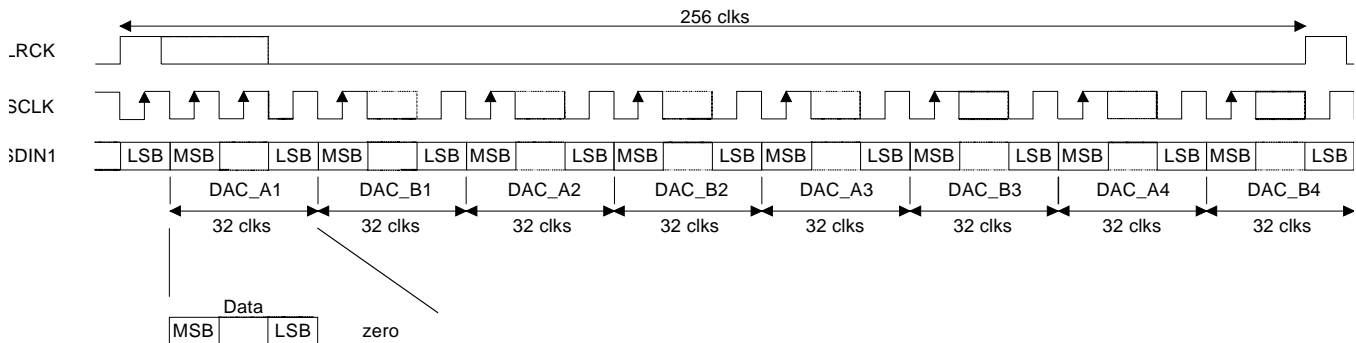 256 clks
LRCK
SCLK
SDIN1 LSB MSB LSB MSB LSB MSB LSB MSB LSB MSB LSB MSB LSB MSB LSB MSB LSB
DAC_A1 DAC_B1 DAC_A2 DAC_B2 DAC_A3 DAC_B3 DAC_A4 DAC_B4
32 clks 32 clks 32 clks 32 clks 32 clks 32 clks 32 clks 32 clks
Data
MSB LSB zero